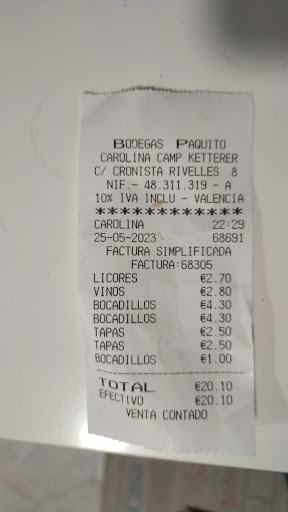 BODEGAS PAQUITO
CAROLINA CAMP KETTERER
C/ CRONISTA RIVELLES 8
NIF.- 48.311.319 - A
10% IVA INCLU - VALENCIA
************
CAROLINA 22:29
25-05-2023 68691
FACTURA SIMPLIFICADA
FACTURA:68305
LICORES €2.70
VINOS €2.80
BOCADILLOS €4.30
BOCADILLOS €4.30
TAPAS €2.50
TAPAS €2.50
BOCADILLOS €1.00
TOTAL €20.10
EFECTIVO €20.10
VENTA CONTADO